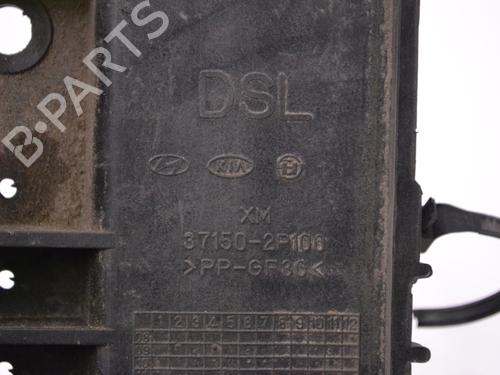 B-PARTS
DSL
KIA
XM
37150-2P100
>PP-GF30<
1 2 3 4 5 6 7 8 9 10 11 12